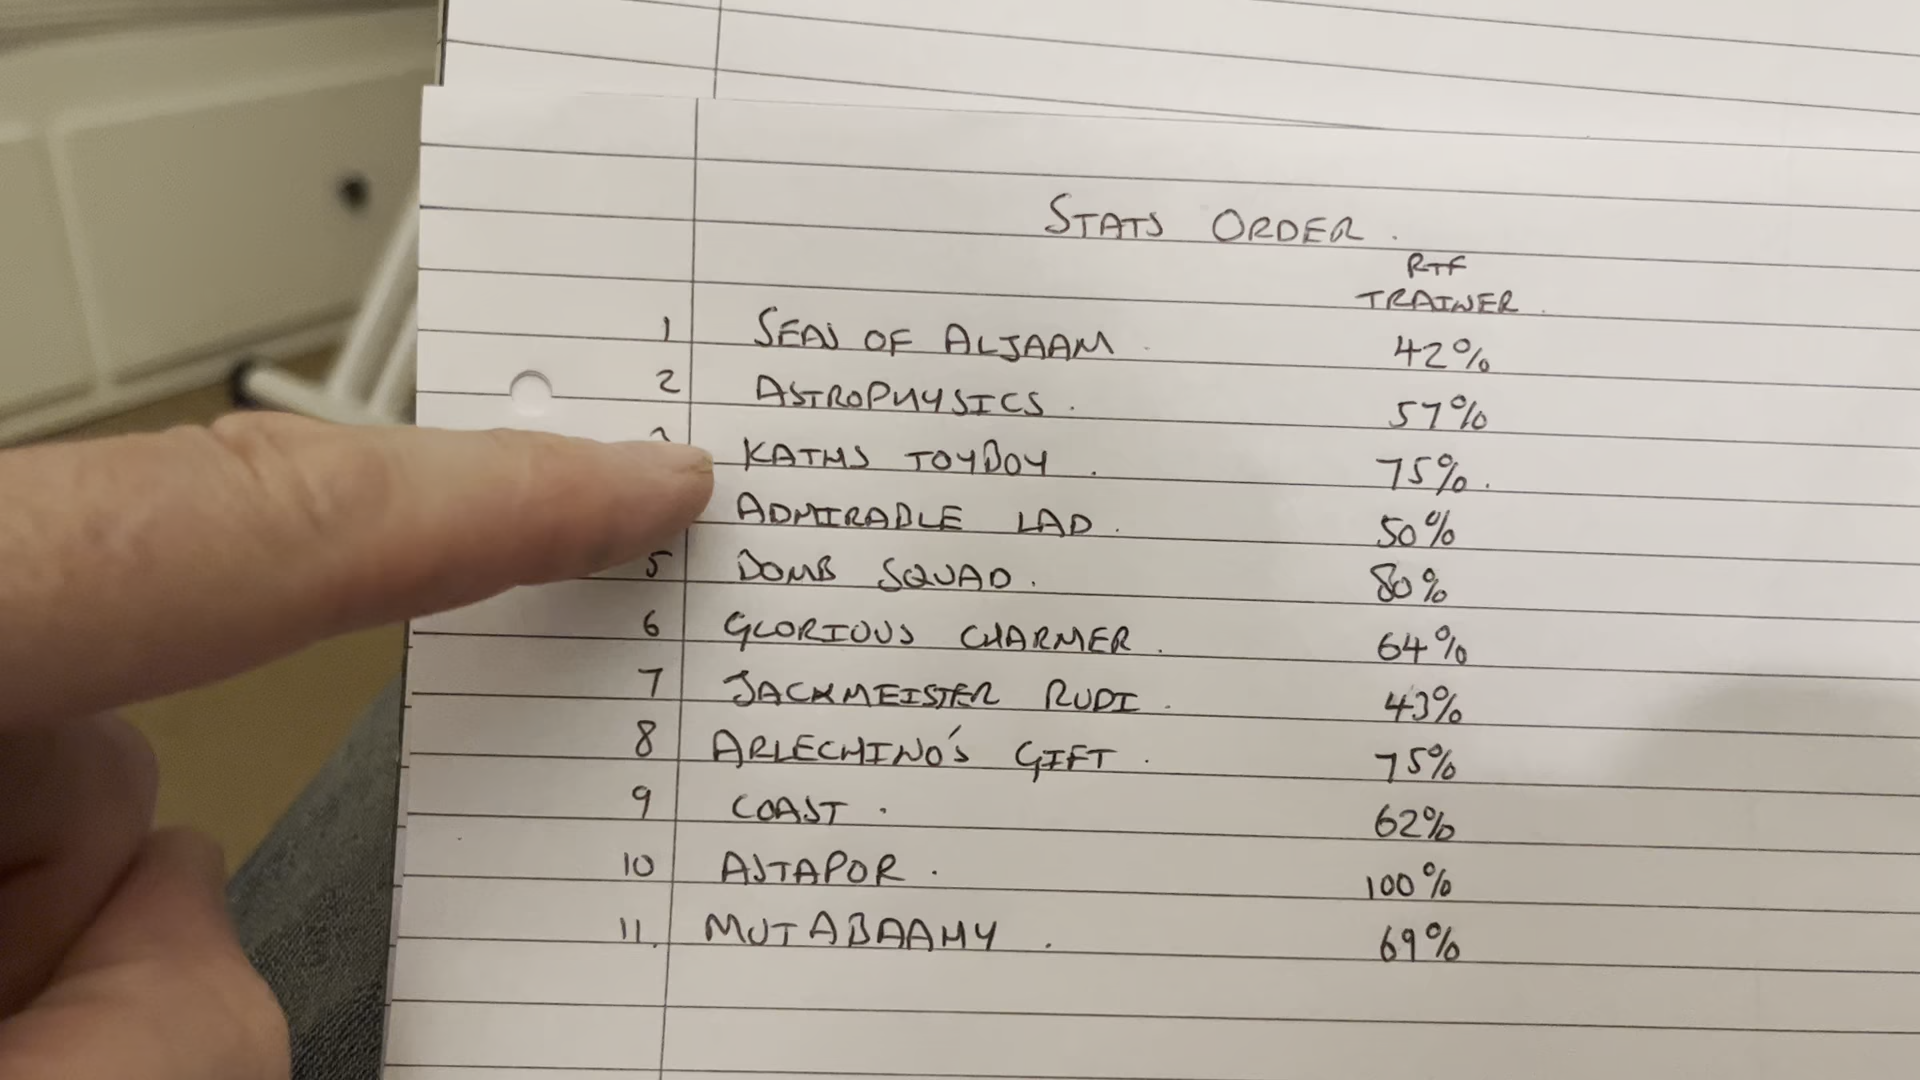 STATS ORDER.
RTF
TRAINER.
1 SEAS OF ALJAAM. 42%
2 ASTROPHYSICS. 57%
KATHS TOYBOY. 75%.
ADMIRABLE LAD. 50%
5 BOMB SQUAD. 80%
6 GLORIOUS CHARMER. 64%
7 JACKMEISTER RUDI. 43%
8 ARLECHINO'S GIFT. 75%
9 COAST. 62%
10 ASTAPOR. 100%
11. MUTABAAHY. 69%